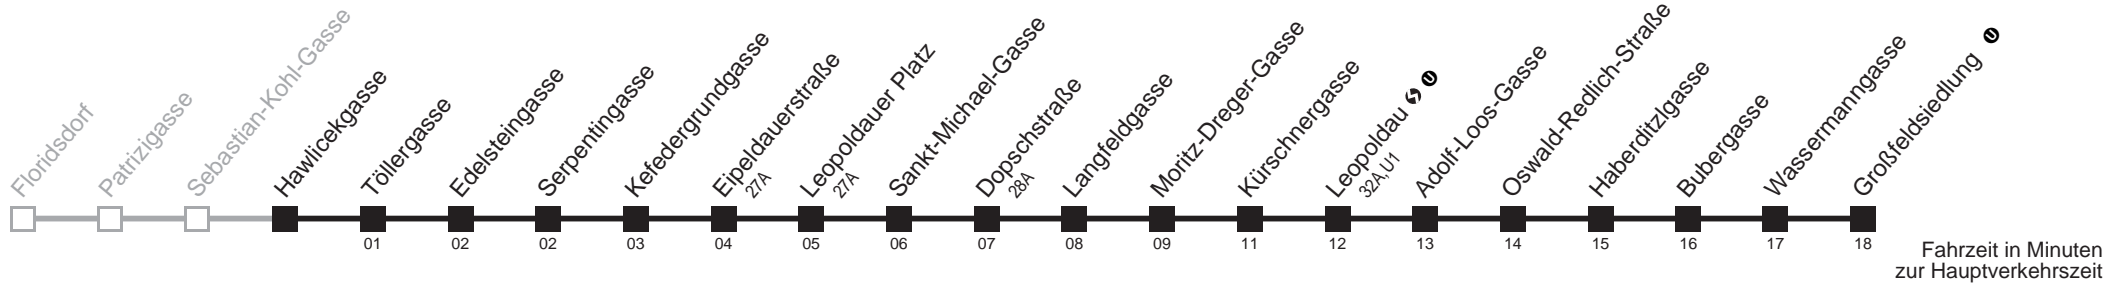 Floridsdorf
Patrizigasse
Sebastian-Kohl-Gasse
Hawlicekgasse
Töllergasse
01
Edelsteingasse
02
Serpentingasse
02
Kefedergrundgasse
03
Eipeldauerstraße
27A
04
Leopoldauer Platz
27A
05
Sankt-Michael-Gasse
06
Dopschstraße
28A
07
Langfeldgasse
08
Moritz-Dreger-Gasse
09
Kürschnergasse
11
Leopoldau S U
32A,U1
12
Adolf-Loos-Gasse
13
Oswald-Redlich-Straße
14
Haberditzlgasse
15
Bubergasse
16
Wassermanngasse
17
Großfeldsiedlung U
18
Fahrzeit in Minuten
zur Hauptverkehrszeit